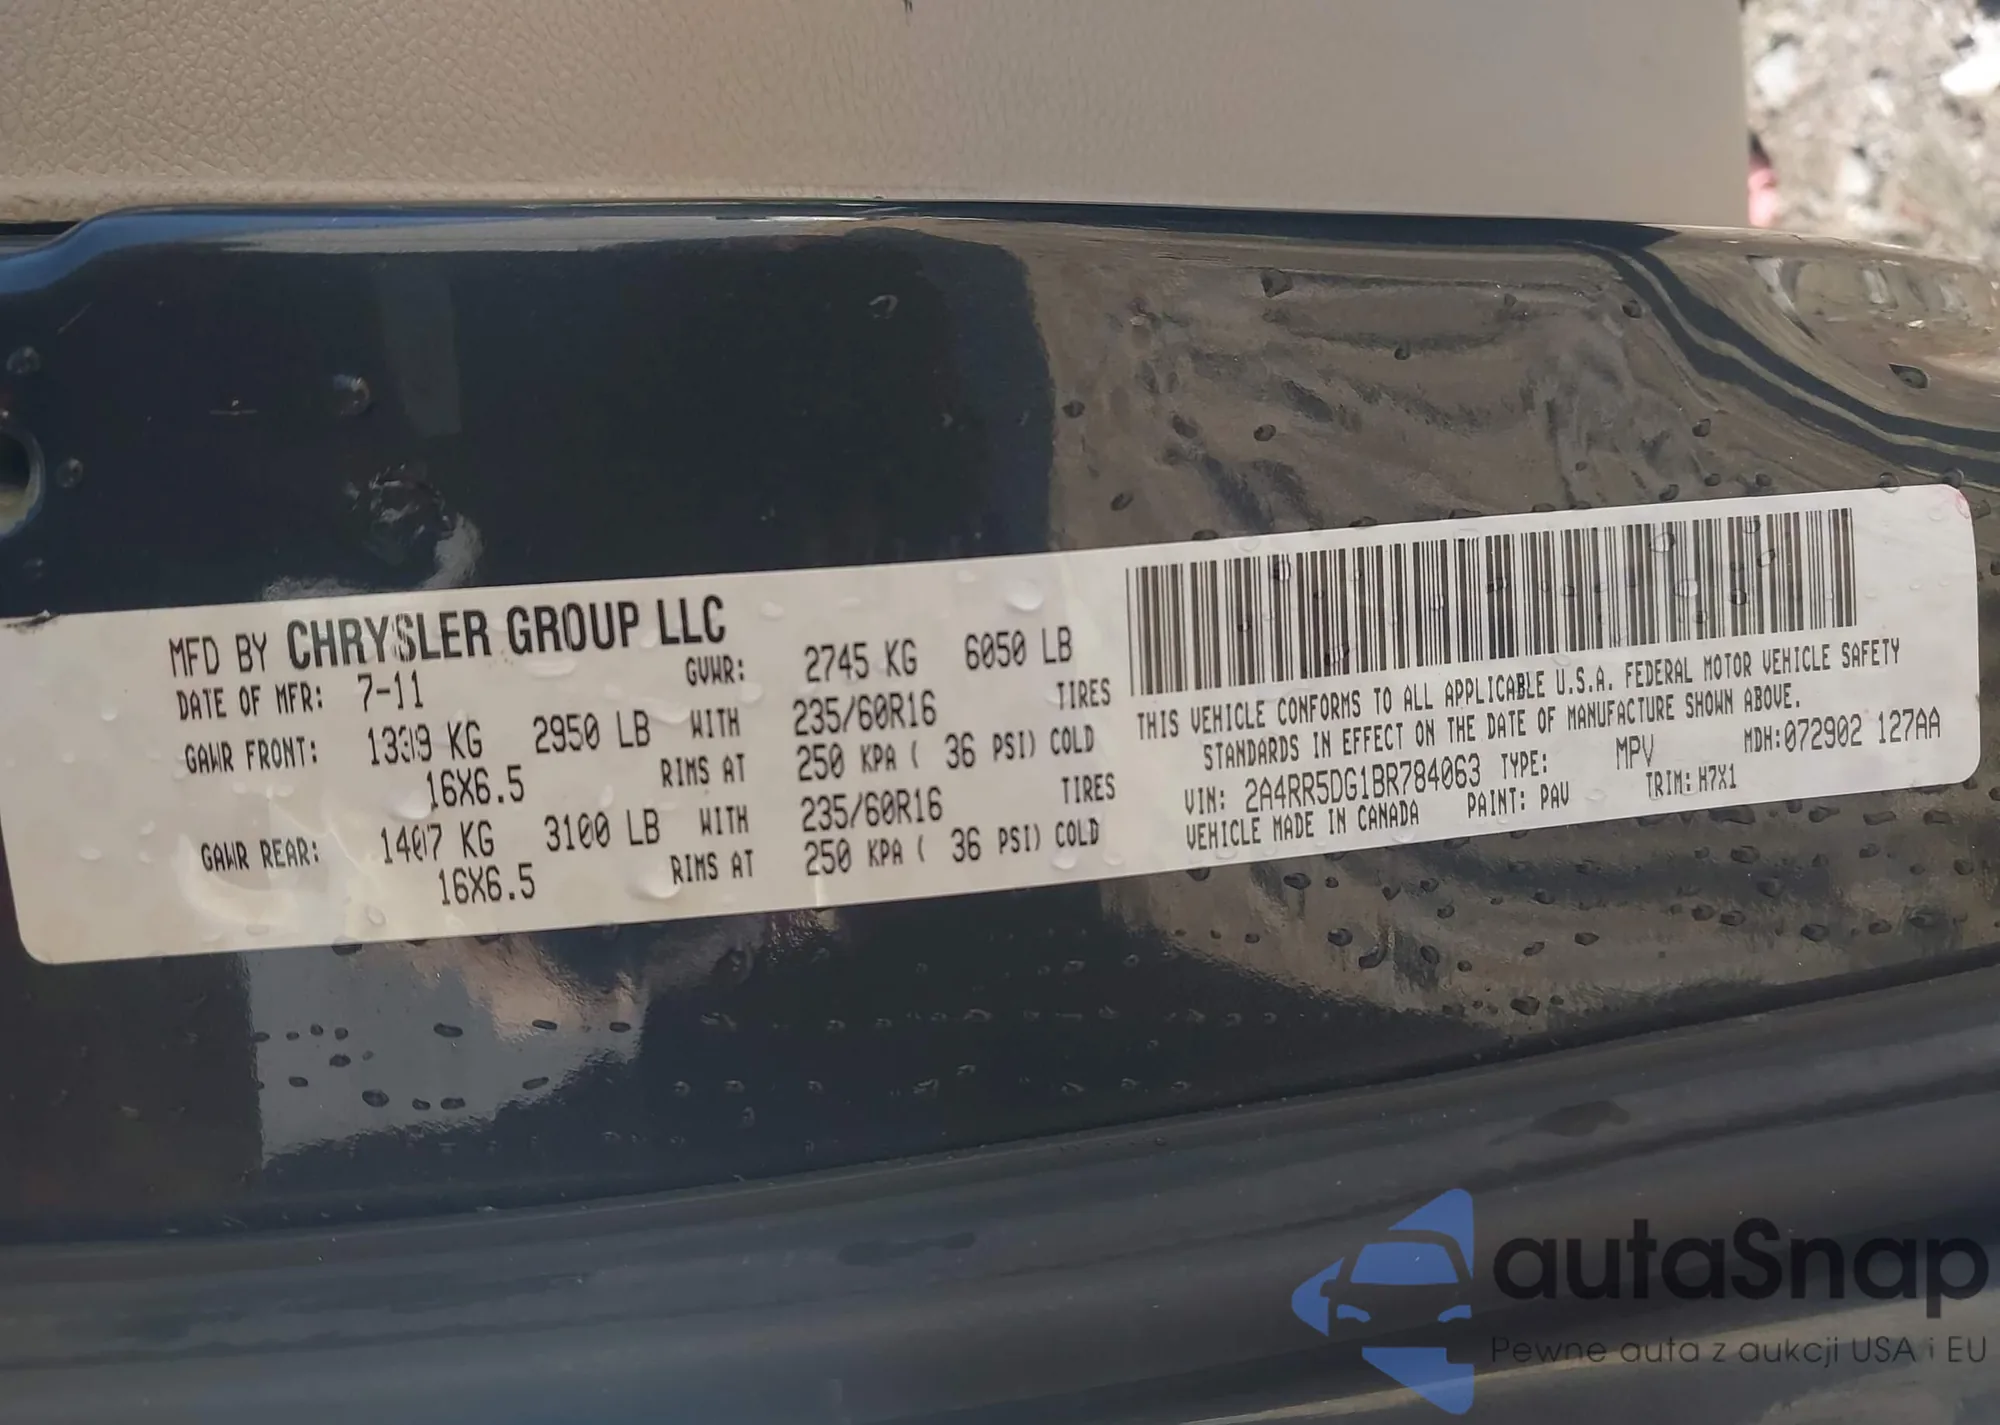 MFD BY CHRYSLER GROUP LLC
DATE OF MFR: 7-11 GVWR: 2745 KG 6050 LB
GAWR FRONT: 1339 KG 2950 LB WITH 235/60R16 TIRES
16X6.5 RIMS AT 250 KPA ( 36 PSI) COLD
GAWR REAR: 1407 KG 3100 LB WITH 235/60R16 TIRES
16X6.5 RIMS AT 250 KPA ( 36 PSI) COLD
THIS VEHICLE CONFORMS TO ALL APPLICABLE U.S.A. FEDERAL MOTOR VEHICLE SAFETY
STANDARDS IN EFFECT ON THE DATE OF MANUFACTURE SHOWN ABOVE.
VIN: 2A4RR5DG1BR784063 TYPE: MPV MDH:072902 127AA
VEHICLE MADE IN CANADA PAINT: PAV TRIM: H7X1
autaSnap
Pewne auta z aukcji USA i EU